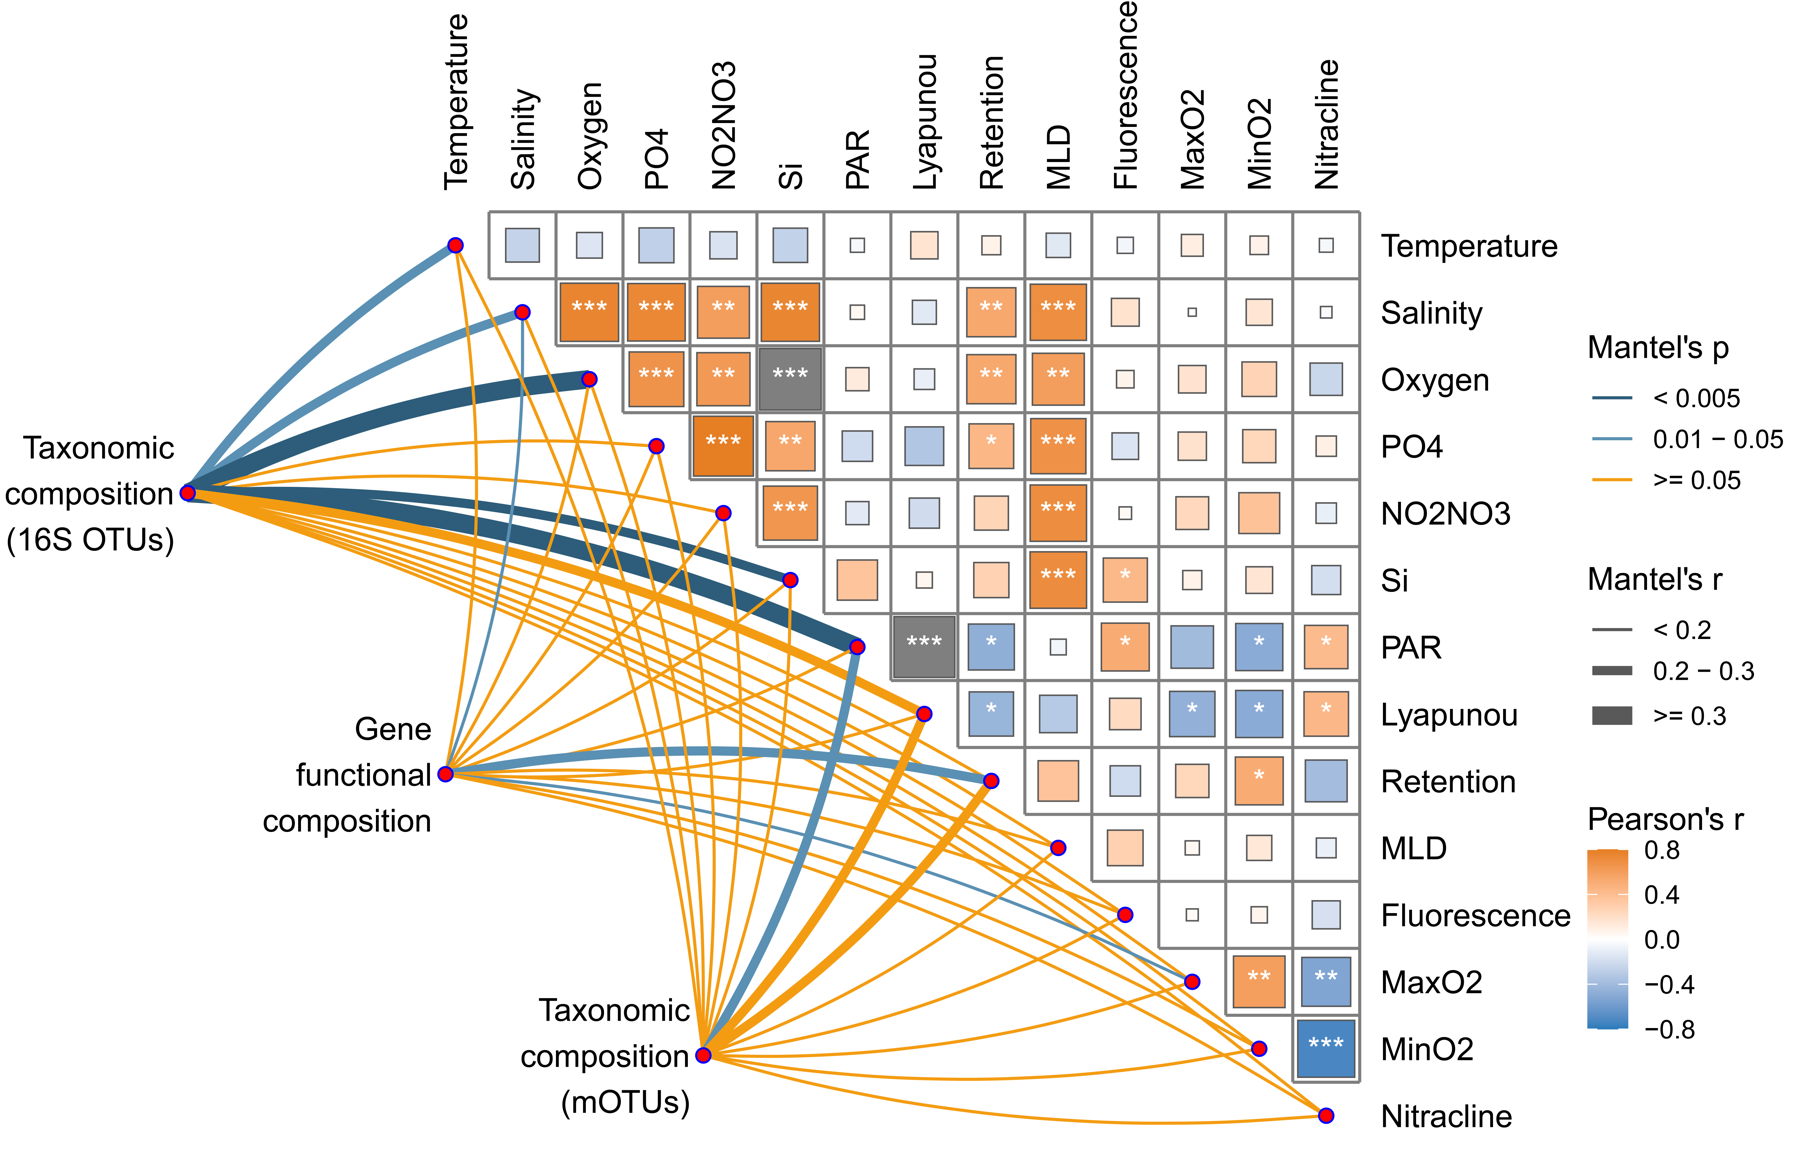 Temperature
Salinity
Oxygen
PO4
NO2NO3
Si
PAR
Lyapunou
Retention
MLD
Fluorescence
MaxO2
MinO2
Nitracline
Temperature
*** *** ** *** ** *** Salinity
*** ** *** ** ** Oxygen
*** ** * *** PO4
*** *** NO2NO3
*** * Si
*** * * * * PAR
* * * * Lyapunou
* Retention
MLD
Fluorescence
** ** MaxO2
*** MinO2
Nitracline
Taxonomic
composition
(16S OTUs)
Gene
functional
composition
Taxonomic
composition
(mOTUs)
Mantel's p
< 0.005
0.01 − 0.05
>= 0.05
Mantel's r
< 0.2
0.2 − 0.3
>= 0.3
Pearson's r
0.8
0.4
0.0
−0.4
−0.8